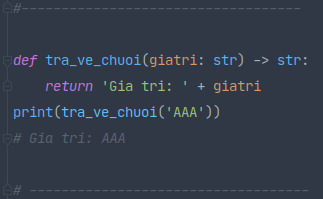 #-----------------------------------
def tra_ve_chuoi(giatri: str) -> str:
    return 'Gia tri: ' + giatri
print(tra_ve_chuoi('AAA'))
# Gia tri: AAA
# -----------------------------------